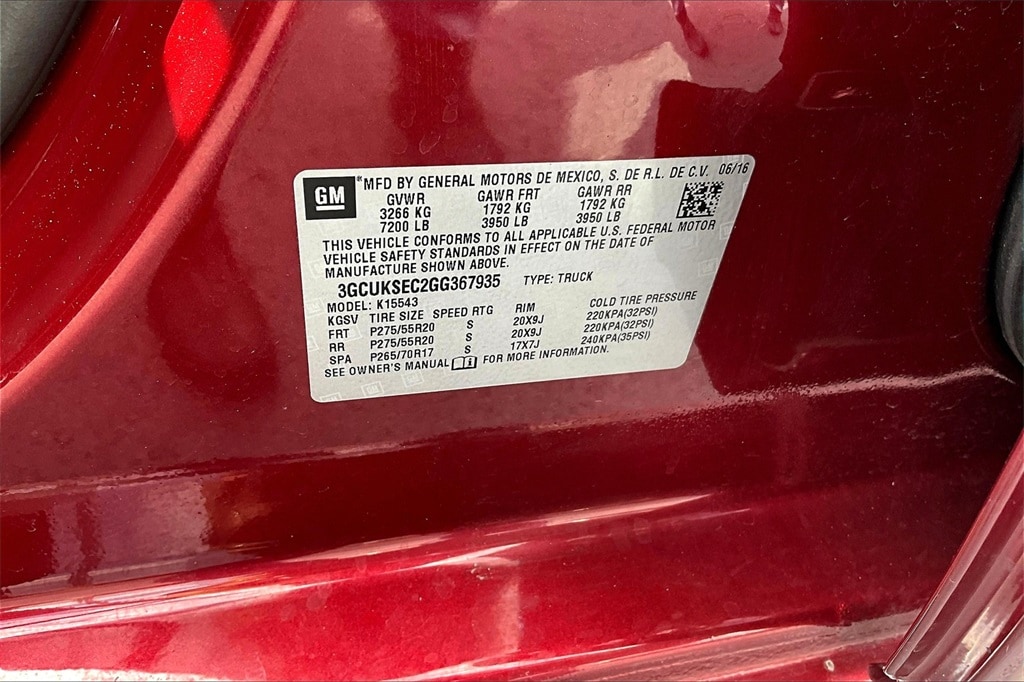 GM ® MFD BY GENERAL MOTORS DE MEXICO, S. DE R.L. DE C.V. 06/16
GVWR GAWR FRT GAWR RR
3266 KG 1792 KG 1792 KG
7200 LB 3950 LB 3950 LB
THIS VEHICLE CONFORMS TO ALL APPLICABLE U.S. FEDERAL MOTOR
VEHICLE SAFETY STANDARDS IN EFFECT ON THE DATE OF
MANUFACTURE SHOWN ABOVE.
3GCUKSEC2GG367935 TYPE: TRUCK
MODEL: K15543
KGSV TIRE SIZE SPEED RTG RIM COLD TIRE PRESSURE
FRT P275/55R20 S 20X9J 220KPA(32PSI)
RR P275/55R20 S 20X9J 220KPA(32PSI)
SPA P265/70R17 S 17X7J 240KPA(35PSI)
SEE OWNER'S MANUAL FOR MORE INFORMATION.